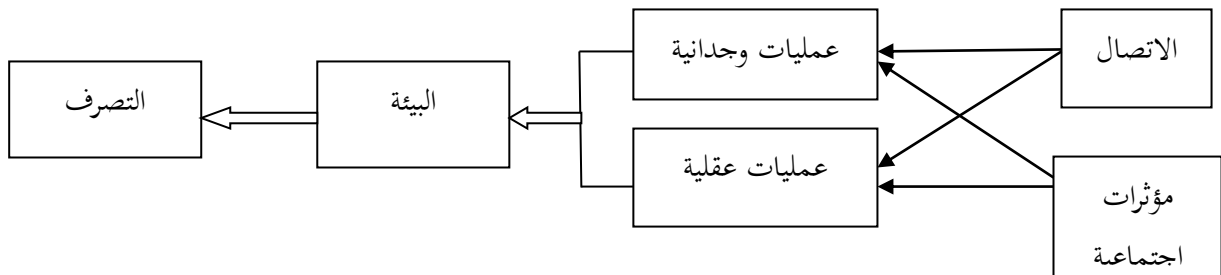 الاتصال
عمليات وجدانية
البيئة
التصرف
عمليات عقلية
مؤثرات
اجتماعية